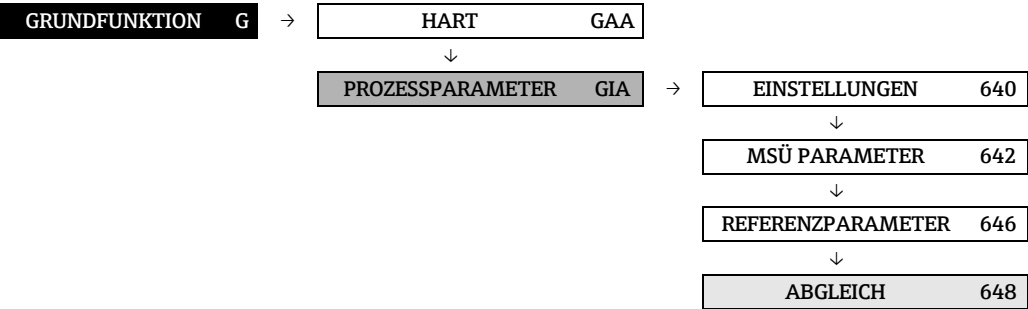 GRUNDFUNKTION G → HART GAA
↓
PROZESSPARAMETER GIA → EINSTELLUNGEN 640
↓
MSÜ PARAMETER 642
↓
REFERENZPARAMETER 646
↓
ABGLEICH 648